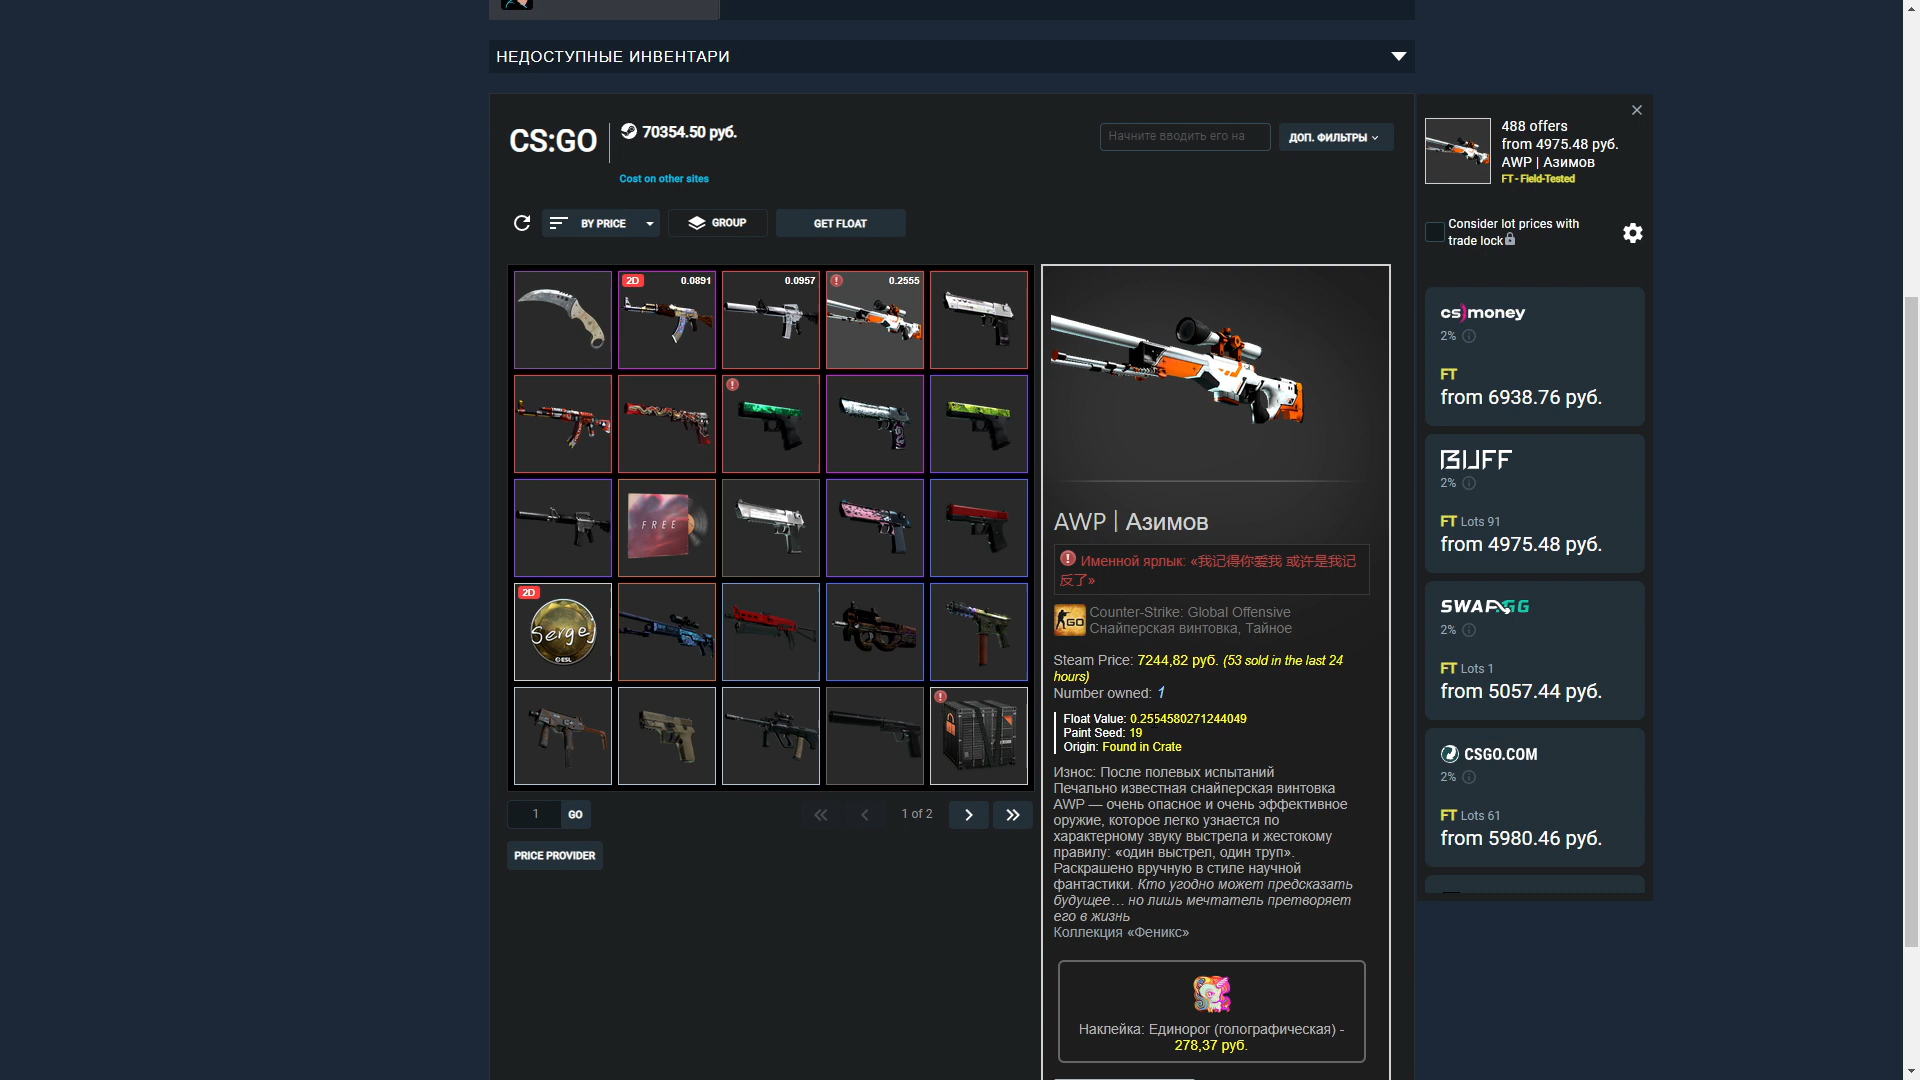 НЕДОСТУПНЫЕ ИНВЕНТАРИ
CS:GO
70354.50 руб.
Cost on other sites
Начните вводить его на
ДОП. ФИЛЬТРЫ
BY PRICE
GROUP
GET FLOAT
2D
0.0891
0.0957
0.2555
FREE
2D
Sergej
ESL
1
GO
1 of 2
PRICE PROVIDER
AWP | Азимов
Именной ярлык: «我记得你爱我 或许是我记
反了»
GO
Counter-Strike: Global Offensive
Снайперская винтовка, Тайное
Steam Price: 7244,82 руб. (53 sold in the last 24
hours)
Number owned: 1
Float Value: 0.2554580271244049
Paint Seed: 19
Origin: Found in Crate
Износ: После полевых испытаний
Печально известная снайперская винтовка
AWP — очень опасное и очень эффективное
оружие, которое легко узнается по
характерному звуку выстрела и жестокому
правилу: «один выстрел, один труп».
Раскрашено вручную в стиле научной
фантастики. Кто угодно может предсказать
будущее… но лишь мечтатель претворяет
его в жизнь
Коллекция «Феникс»
Наклейка: Единорог (голографическая) -
278,37 руб.
488 offers
from 4975.48 руб.
AWP | Азимов
FT - Field-Tested
Consider lot prices with
trade lock
cs money
2%
FT
from 6938.76 руб.
BUFF
2%
FT Lots 91
from 4975.48 руб.
SWAP.GG
2%
FT Lots 1
from 5057.44 руб.
CSGO.COM
2%
FT Lots 61
from 5980.46 руб.